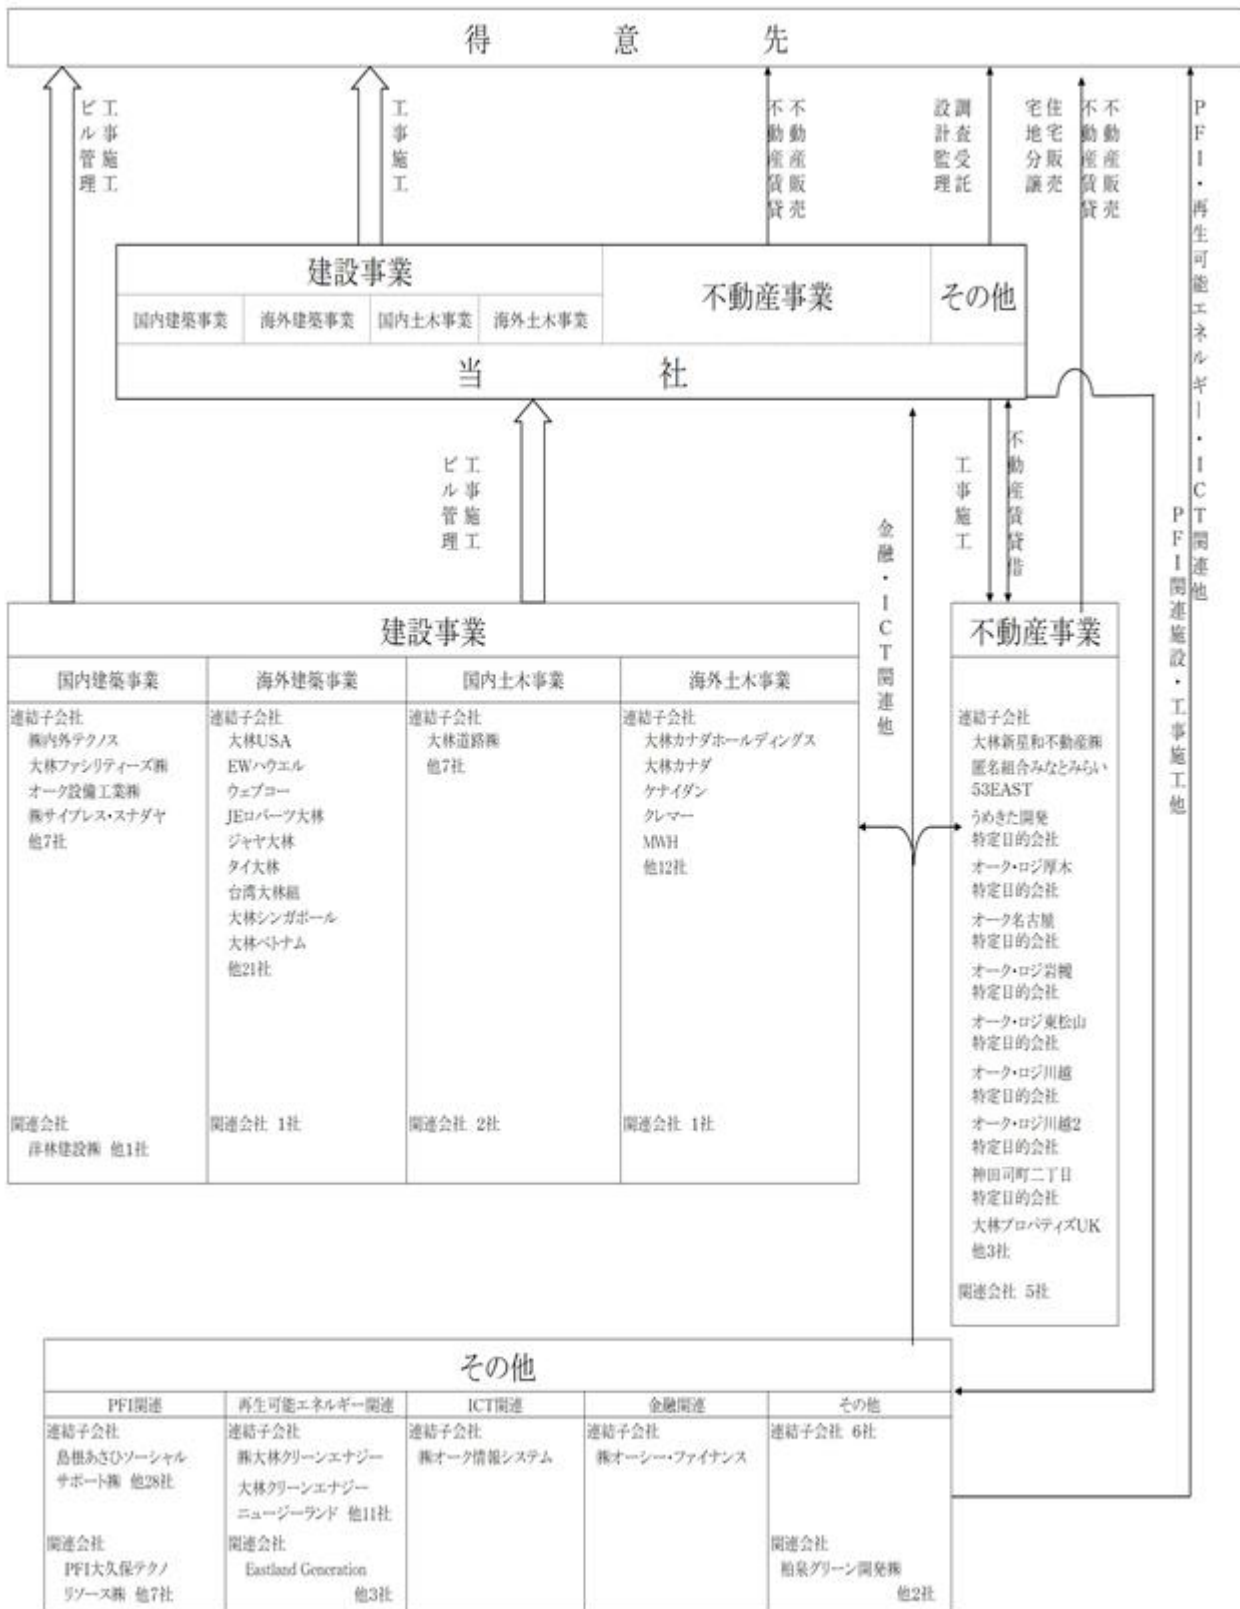 得意先
工事施工
ビル管理
工事施工
不動産販売
不動産賃貸
調査受託
設計監理
住宅販売
宅地分譲
不動産販売
不動産賃貸
PFI・再生可能エネルギー・ICT関連他
建設事業
不動産事業
その他
国内建築事業
海外建築事業
国内土木事業
海外土木事業
当社
工事施工
ビル管理
金融・ICT関連他
工事施工
不動産賃貸借
PFI関連施設・工事施工他
建設事業
国内建築事業
連結子会社
㈱内外テクノス
大林ファシリティーズ㈱
オーク設備工業㈱
㈱サイプレス・スナダヤ
他7社
関連会社
洋林建設㈱ 他1社
海外建築事業
連結子会社
大林USA
EWハウエル
ウェブコー
JEロバーツ大林
ジャヤ大林
タイ大林
台湾大林組
大林シンガポール
大林ベトナム
他21社
関連会社 1社
国内土木事業
連結子会社
大林道路㈱
他7社
関連会社 2社
海外土木事業
連結子会社
大林カナダホールディングス
大林カナダ
ケナイダン
クレマー
MWH
他12社
関連会社 1社
不動産事業
連結子会社
大林新星和不動産㈱
匿名組合みなとみらい
53EAST
うめきた開発
特定目的会社
オーク・ロジ厚木
特定目的会社
オーク名古屋
特定目的会社
オーク・ロジ岩槻
特定目的会社
オーク・ロジ東松山
特定目的会社
オーク・ロジ川越
特定目的会社
オーク・ロジ川越2
特定目的会社
神田司町二丁目
特定目的会社
大林プロパティズUK
他3社
関連会社 5社
その他
PFI関連
連結子会社
島根あさひソーシャル
サポート㈱ 他28社
関連会社
PFI大久保テクノ
リソース㈱ 他7社
再生可能エネルギー関連
連結子会社
㈱大林クリーンエナジー
大林クリーンエナジー
ニュージーランド 他11社
関連会社
Eastland Generation
他3社
ICT関連
連結子会社
㈱オーク情報システム
金融関連
連結子会社
㈱オーシー・ファイナンス
その他
連結子会社 6社
関連会社
柏泉グリーン開発㈱
他2社